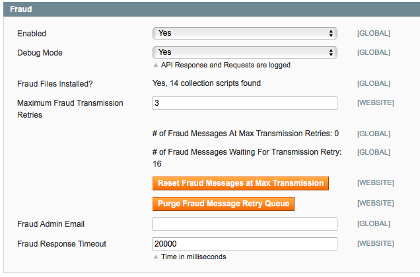 Fraud
Enabled Yes [GLOBAL]
Debug Mode Yes [GLOBAL]
▲ API Response and Requests are logged
Fraud Files Installed? Yes, 14 collection scripts found [GLOBAL]
Maximum Fraud Transmission Retries 3 [WEBSITE]
# of Fraud Messages At Max Transmission Retries: 0 [GLOBAL]
# of Fraud Messages Waiting For Transmission Retry: 16 [GLOBAL]
Reset Fraud Messages at Max Transmission [WEBSITE]
Purge Fraud Message Retry Queue [WEBSITE]
Fraud Admin Email [GLOBAL]
Fraud Response Timeout 20000 [WEBSITE]
▲ Time in milliseconds